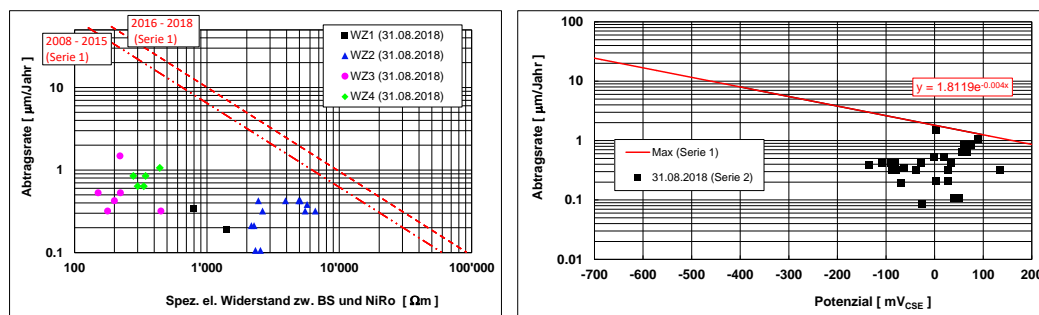 2016 - 2018
(Serie 1)
2008 - 2015
(Serie 1)
WZ1 (31.08.2018)
WZ2 (31.08.2018)
WZ3 (31.08.2018)
WZ4 (31.08.2018)
Abtragsrate [ µm/Jahr ]
10
1
0.1
100
1'000
10'000
100'000
Spez. el. Widerstand zw. BS und NiRo [ Ωm ]
Abtragsrate [ µm/Jahr ]
100
10
1
0.1
0.01
y = 1.8119e-0.004x
Max (Serie 1)
31.08.2018 (Serie 2)
-700 -600 -500 -400 -300 -200 -100 0 100 200
Potenzial [ mVCSE ]